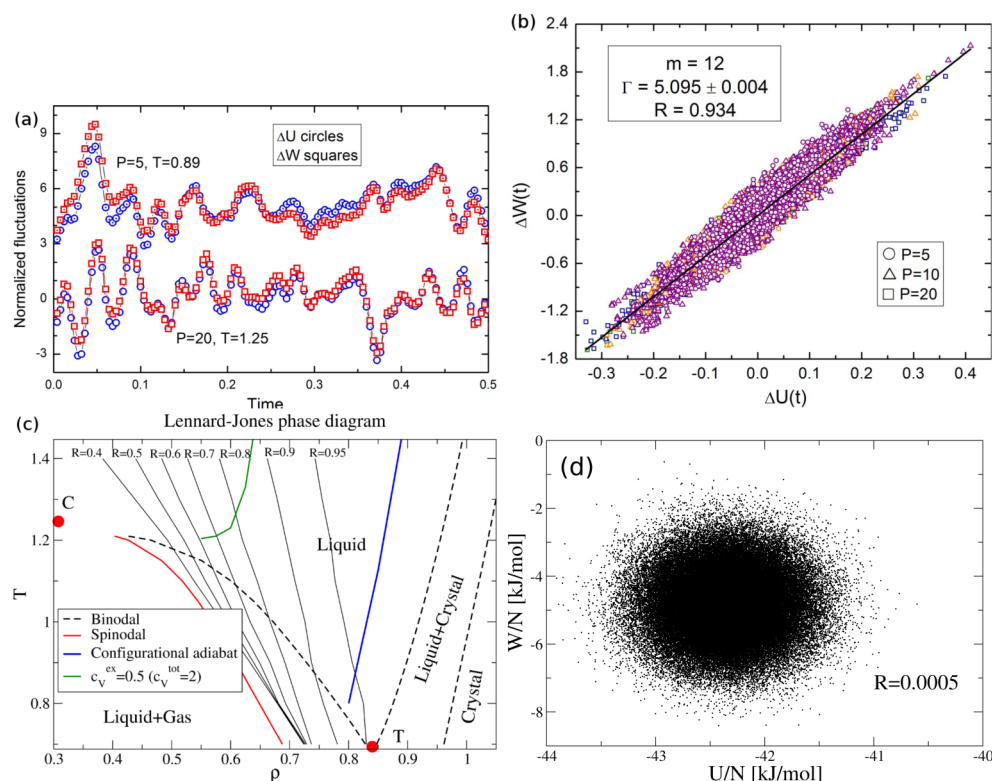 (a)
Normalized fluctuations
9
6
3
0
-3
ΔU circles
ΔW squares
P=5, T=0.89
P=20, T=1.25
0.0 0.1 0.2 0.3 0.4 0.5
Time
(b)
ΔW(t)
2.4
1.8
1.2
0.6
0.0
-0.6
-1.2
-1.8
m = 12
Γ = 5.095 ± 0.004
R = 0.934
P=5
P=10
P=20
-0.3 -0.2 -0.1 0.0 0.1 0.2 0.3 0.4
ΔU(t)
(c)
Lennard-Jones phase diagram
T
1.4
1.2
1
0.8
R=0.4 R=0.5 R=0.6 R=0.7 R=0.8 R=0.9 R=0.95
C
Liquid
Liquid+Crystal
Crystal
Binodal
Spinodal
Configurational adiabat
c_V^ex=0.5 (c_V^tot=2)
Liquid+Gas
T
0.3 0.4 0.5 0.6 0.7 0.8 0.9 1
ρ
(d)
W/N [kJ/mol]
0
-2
-4
-6
-8
R=0.0005
-44 -43 -42 -41 -40
U/N [kJ/mol]